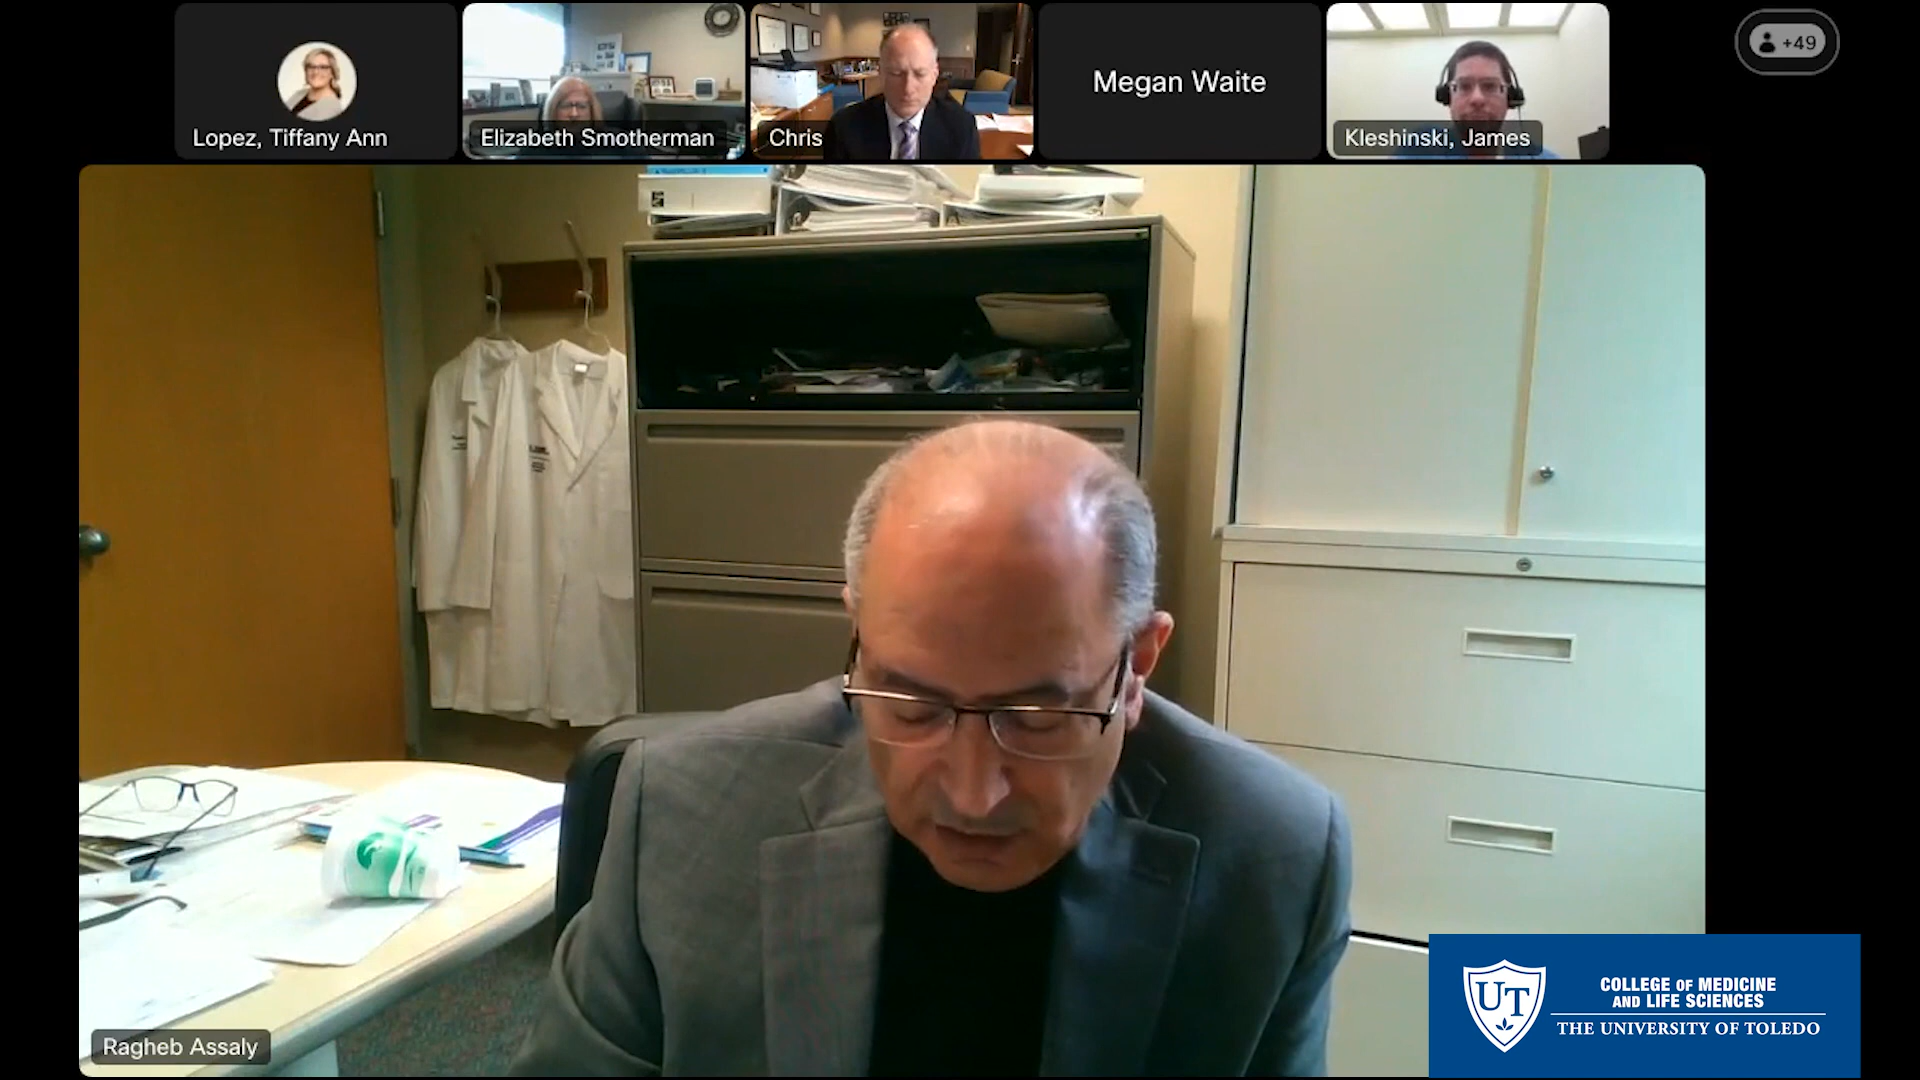 Lopez, Tiffany Ann
Elizabeth Smotherman
Chris
Megan Waite
Kleshinski, James
+49
Ragheb Assaly
UT
COLLEGE OF MEDICINE
AND LIFE SCIENCES
THE UNIVERSITY OF TOLEDO